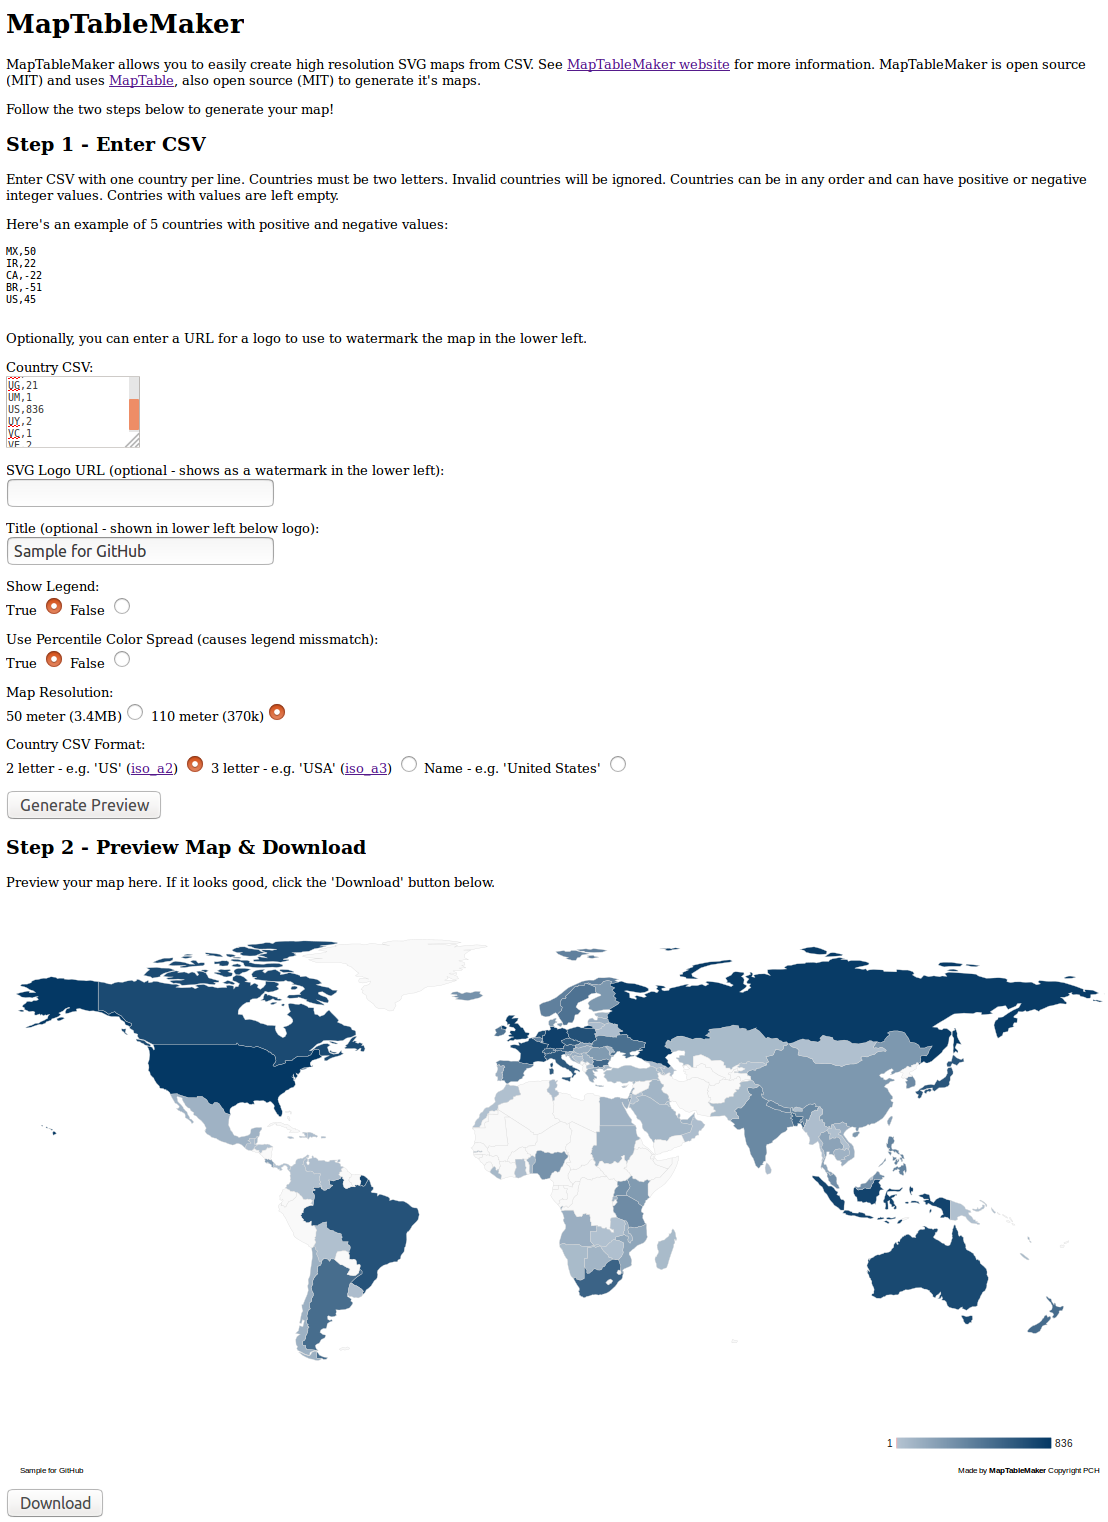 MapTableMaker
MapTableMaker allows you to easily create high resolution SVG maps from CSV. See MapTableMaker website for more information. MapTableMaker is open source
(MIT) and uses MapTable, also open source (MIT) to generate it's maps.
Follow the two steps below to generate your map!
Step 1 - Enter CSV
Enter CSV with one country per line. Countries must be two letters. Invalid countries will be ignored. Countries can be in any order and can have positive or negative
integer values. Contries with values are left empty.
Here's an example of 5 countries with positive and negative values:
MX,50
IR,22
CA,-22
BR,-51
US,45
Optionally, you can enter a URL for a logo to use to watermark the map in the lower left.
Country CSV:
UG,21
UM,1
US,836
UY,2
VC,1
VE,2
SVG Logo URL (optional - shows as a watermark in the lower left):
Title (optional - shown in lower left below logo):
Sample for GitHub
Show Legend:
True False
Use Percentile Color Spread (causes legend missmatch):
True False
Map Resolution:
50 meter (3.4MB) 110 meter (370k)
Country CSV Format:
2 letter - e.g. 'US' (iso_a2) 3 letter - e.g. 'USA' (iso_a3) Name - e.g. 'United States'
Generate Preview
Step 2 - Preview Map & Download
Preview your map here. If it looks good, click the 'Download' button below.
1 836
Sample for GitHub Made by MapTableMaker Copyright PCH
Download